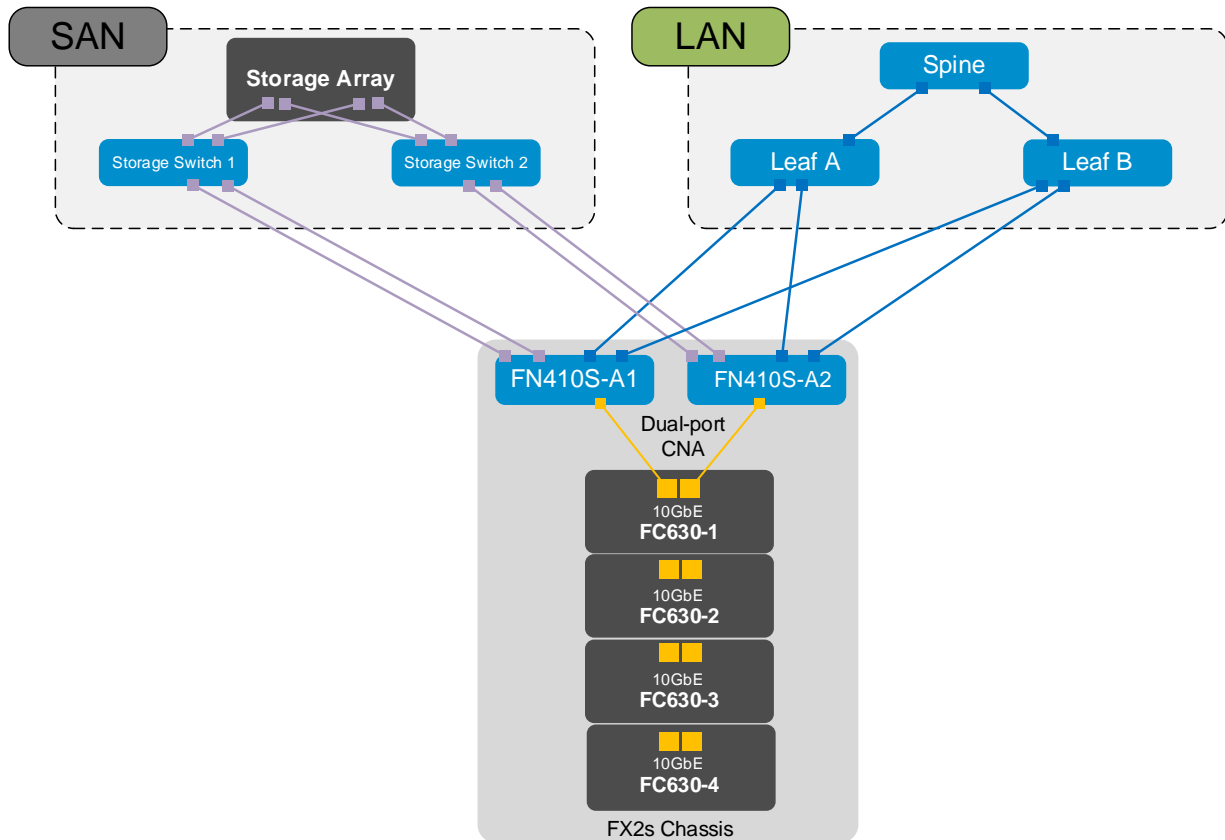 SAN
LAN
Storage Array
Spine
Storage Switch 1
Storage Switch 2
Leaf A
Leaf B
FN410S-A1
FN410S-A2
Dual-port
CNA
10GbE
FC630-1
10GbE
FC630-2
10GbE
FC630-3
10GbE
FC630-4
FX2s Chassis